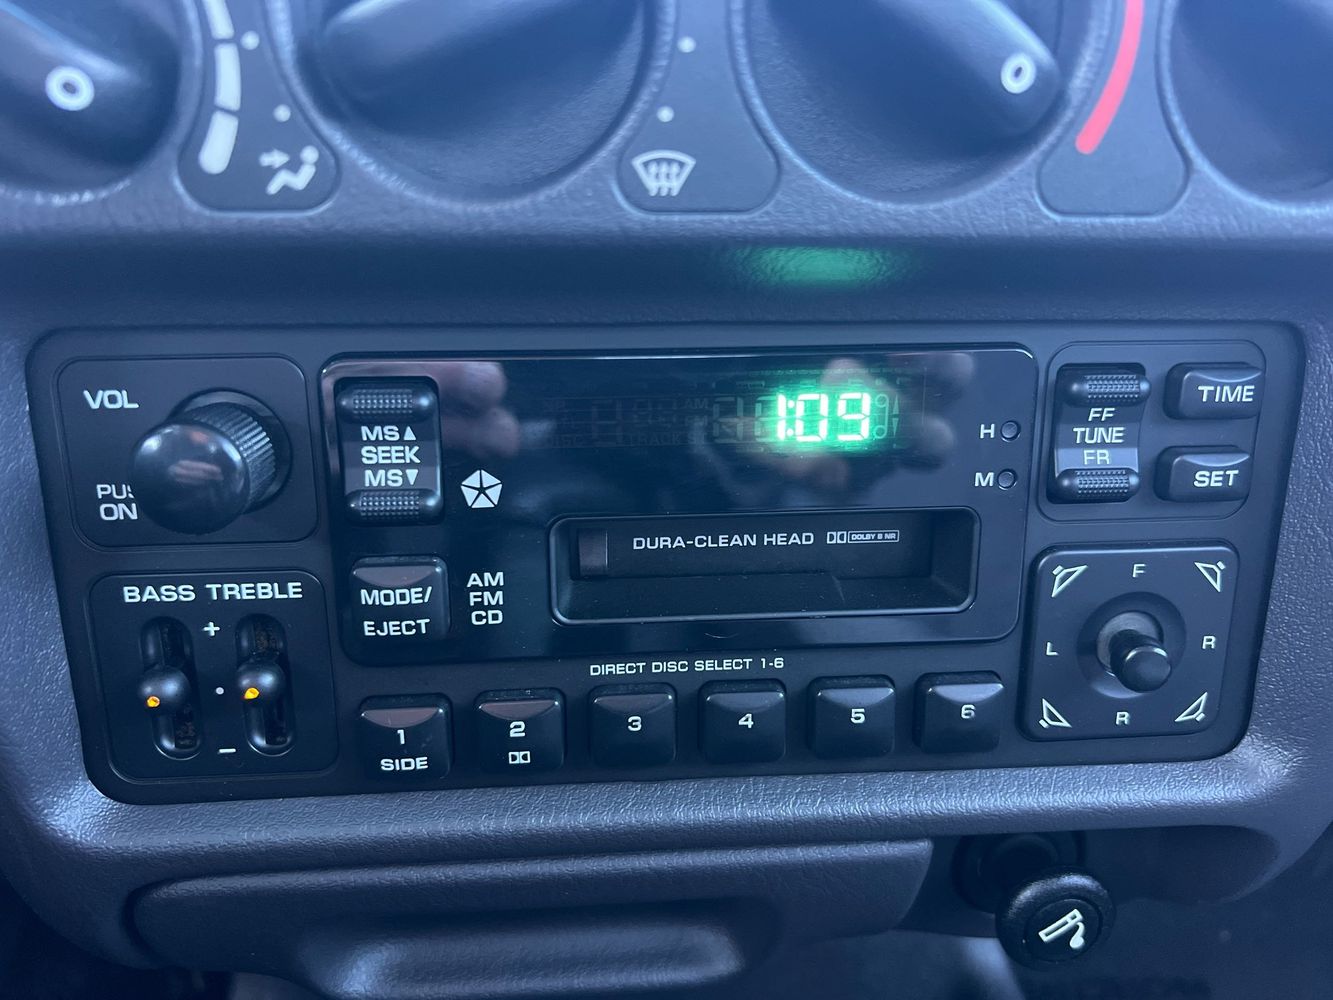 VOL
PUS
ON
MS▲
SEEK
MS▼
1:09
H
M
FF
TUNE
FR
TIME
SET
DURA-CLEAN HEAD DOLBY B NR
MODE/
EJECT
AM
FM
CD
BASS TREBLE
+
-
DIRECT DISC SELECT 1-6
1
SIDE
2
3
4
5
6
F
L
R
R
O
O